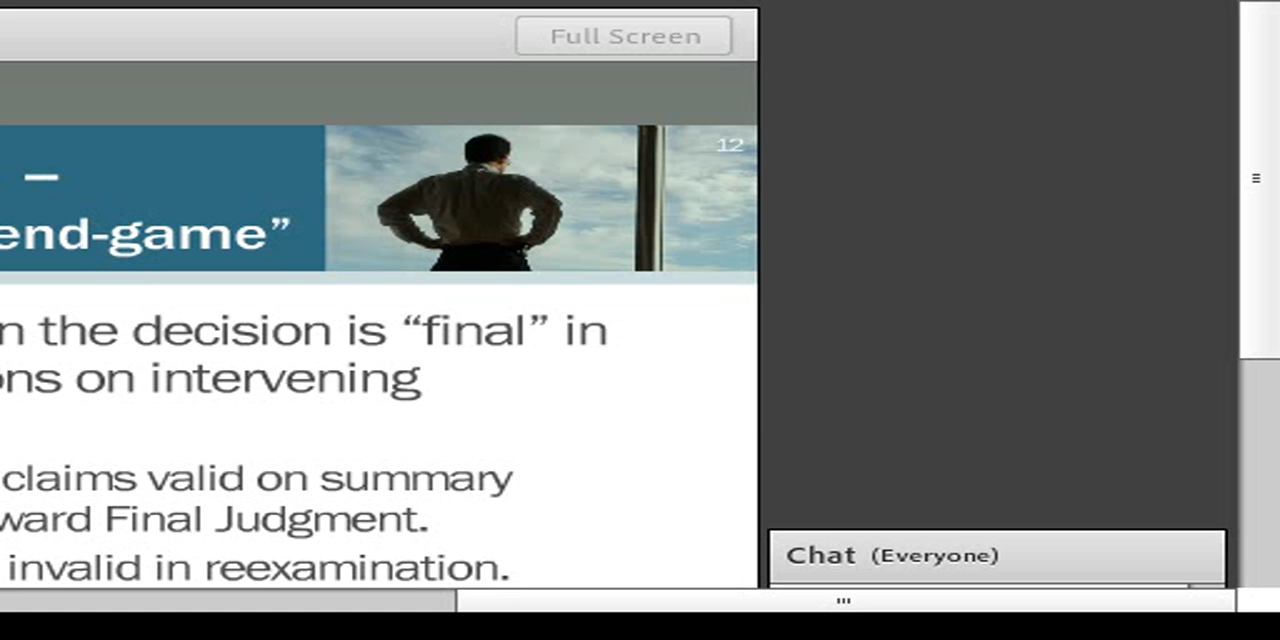 Full Screen
12
–
end-game”
n the decision is “final” in
ons on intervening
claims valid on summary
ward Final Judgment.
invalid in reexamination.
Chat (Everyone)